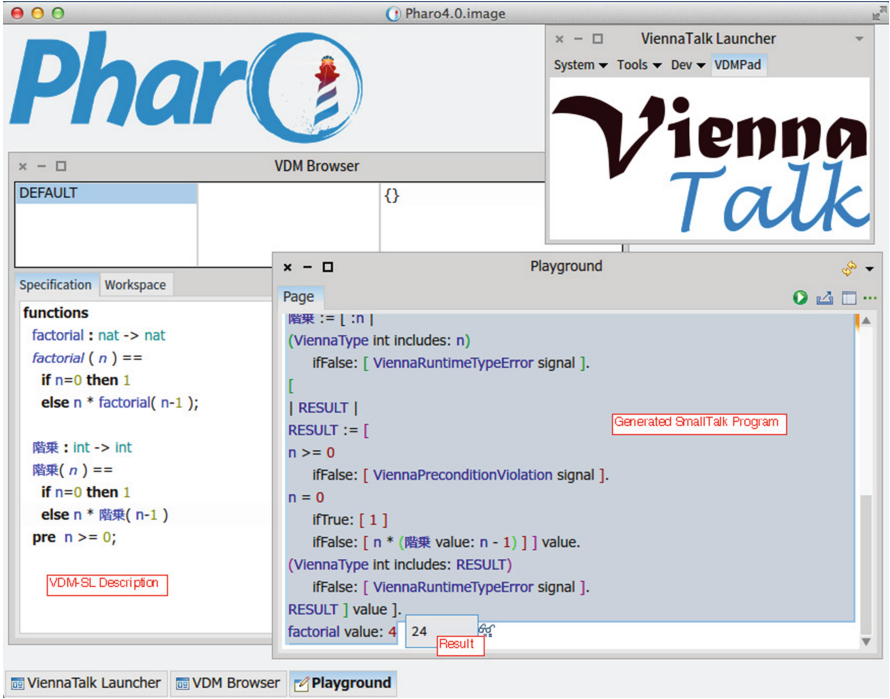 Pharo4.0.image
Pharo
ViennaTalk Launcher
System Tools Dev VDMPad
Vienna
Talk
VDM Browser
DEFAULT
{}
Specification Workspace
functions
factorial : nat -> nat
factorial ( n ) ==
if n=0 then 1
else n * factorial( n-1 );
階乗 : int -> int
階乗( n ) ==
if n=0 then 1
else n * 階乗( n-1 )
pre n >= 0;
VDM-SL Description
Playground
Page
階乗 := [ :n |
(ViennaType int includes: n)
ifFalse: [ ViennaRuntimeTypeError signal ].
[
| RESULT |
RESULT := [
n >= 0
ifFalse: [ ViennaPreconditionViolation signal ].
n = 0
ifTrue: [ 1 ]
ifFalse: [ n * (階乗 value: n - 1) ] ] value.
(ViennaType int includes: RESULT)
ifFalse: [ ViennaRuntimeTypeError signal ].
RESULT ] value ].
factorial value: 4 24
Generated SmallTalk Program
Result
ViennaTalk Launcher VDM Browser Playground